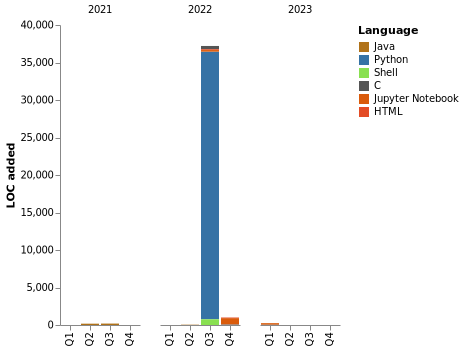 2021 2022 2023
Language
Java
Python
Shell
C
Jupyter Notebook
HTML
LOC added
40,000
35,000
30,000
25,000
20,000
15,000
10,000
5,000
0
Q1 Q2 Q3 Q4 Q1 Q2 Q3 Q4 Q1 Q2 Q3 Q4